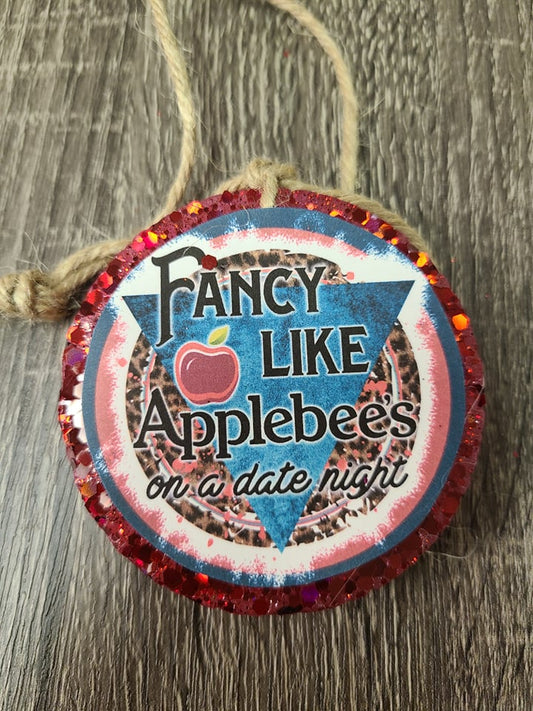 FANCY
LIKE
Applebee's
on a date night